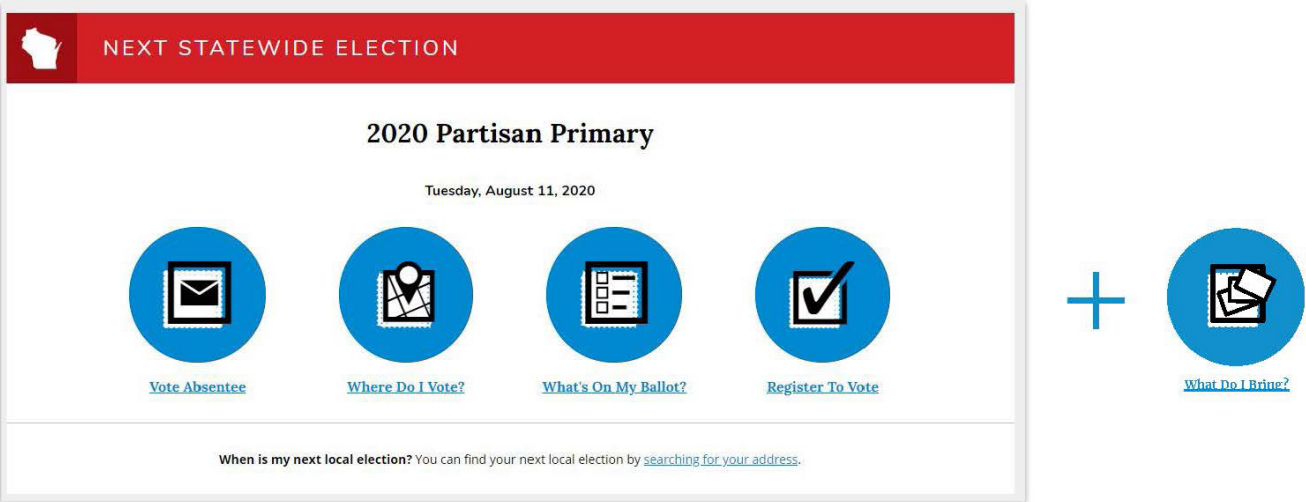 NEXT STATEWIDE ELECTION
2020 Partisan Primary
Tuesday, August 11, 2020
Vote Absentee
Where Do I Vote?
What's On My Ballot?
Register To Vote
+
What Do I Bring?
When is my next local election? You can find your next local election by searching for your address.